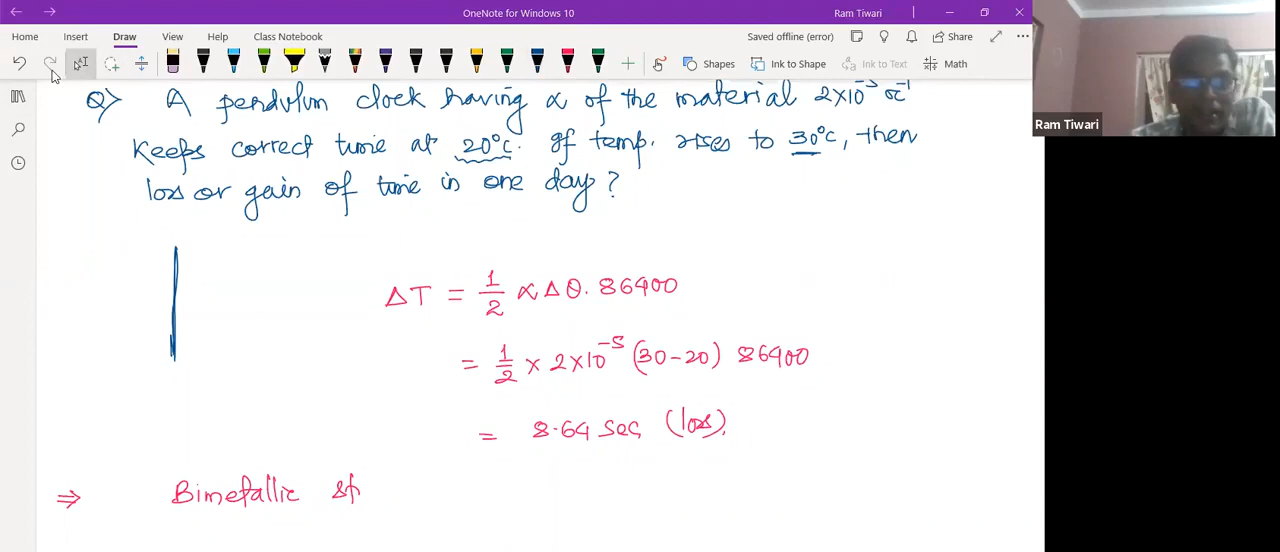 OneNote for Windows 10
Ram Tiwari
Home Insert Draw View Help Class Notebook
Saved offline (error) Share
Shapes Ink to Shape Ink to Text Math
Q> A pendulum clock having α of the material 2×10⁻⁵ °C⁻¹
Keeps correct time at 20°C. If temp. rises to 30°C, then
loss or gain of time in one day?
ΔT = 1/2 αΔθ. 86400
= 1/2 × 2×10⁻⁵ (30-20) 86400
= 8.64 sec (loss).
⇒ Bimetallic st
Ram Tiwari